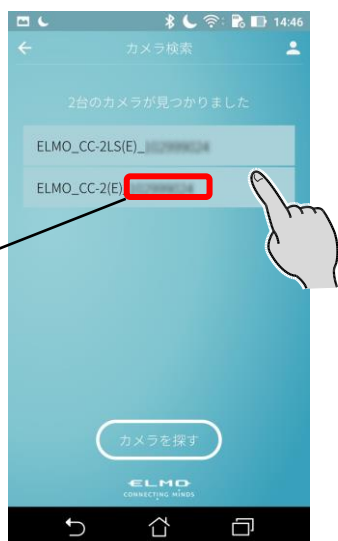 14:46
カメラ検索
2台のカメラが見つかりました
ELMO_CC-2LS(E)_
ELMO_CC-2(E)_
カメラを探す
ELMO
CONNECTING MINDS